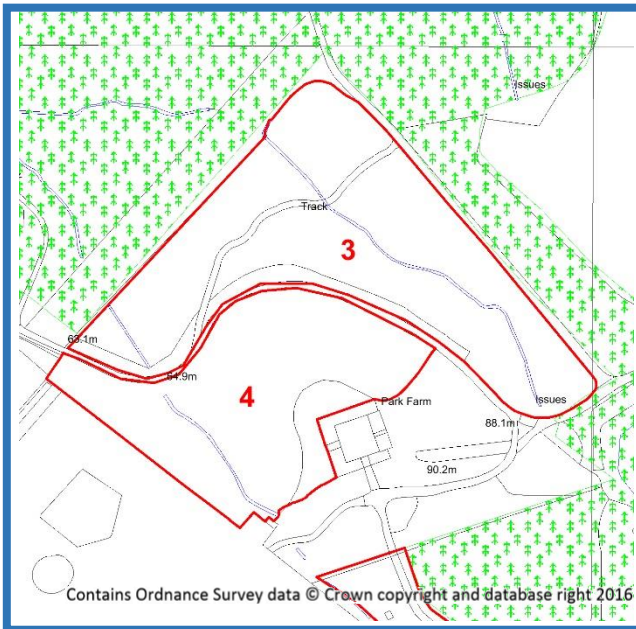 Issues
Track
3
63.1m
64.9m
4
Park Farm
Issues
88.1m
90.2m
Contains Ordnance Survey data © Crown copyright and database right 2016